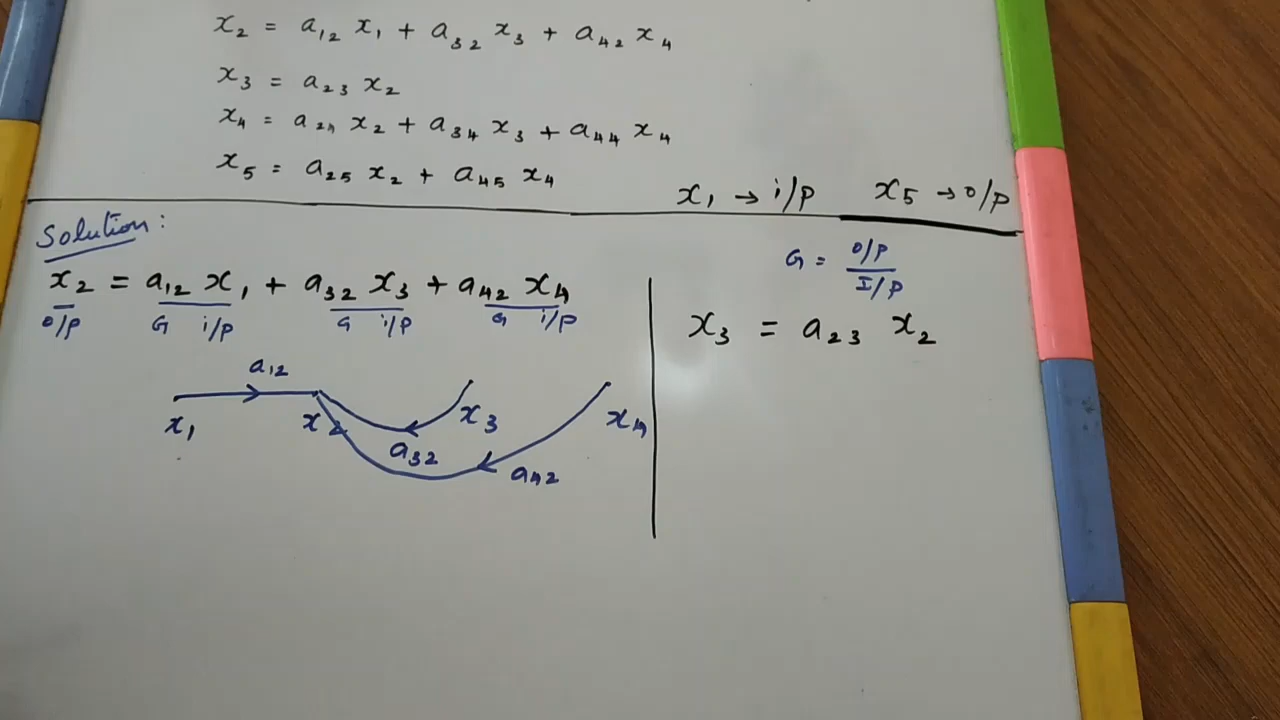 x₂ = a₁₂ x₁ + a₃₂ x₃ + a₄₂ x₄
x₃ = a₂₃ x₂
x₄ = a₂₄ x₂ + a₃₄ x₃ + a₄₄ x₄
x₅ = a₂₅ x₂ + a₄₅ x₄
x₁ → i/p x₅ → o/p
Solution:
x₂ = a₁₂ x₁ + a₃₂ x₃ + a₄₂ x₄
o/p G i/p G i/p G i/p
a₁₂
x₁ x₂ x₃ x₄
a₃₂
a₄₂
G = o/p / I/p
x₃ = a₂₃ x₂